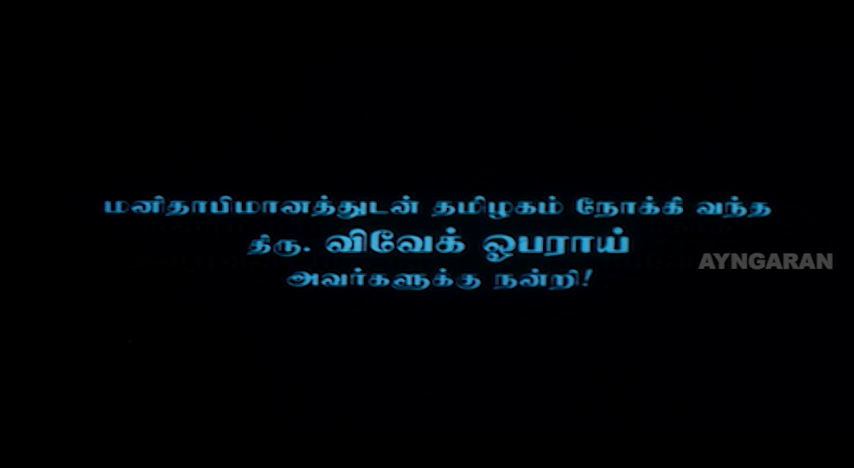 மனிதாபிமானத்துடன் தமிழகம் நோக்கி வந்த
திரு. விவேக் ஓபராய்
அவர்களுக்கு நன்றி!
AYNGARAN